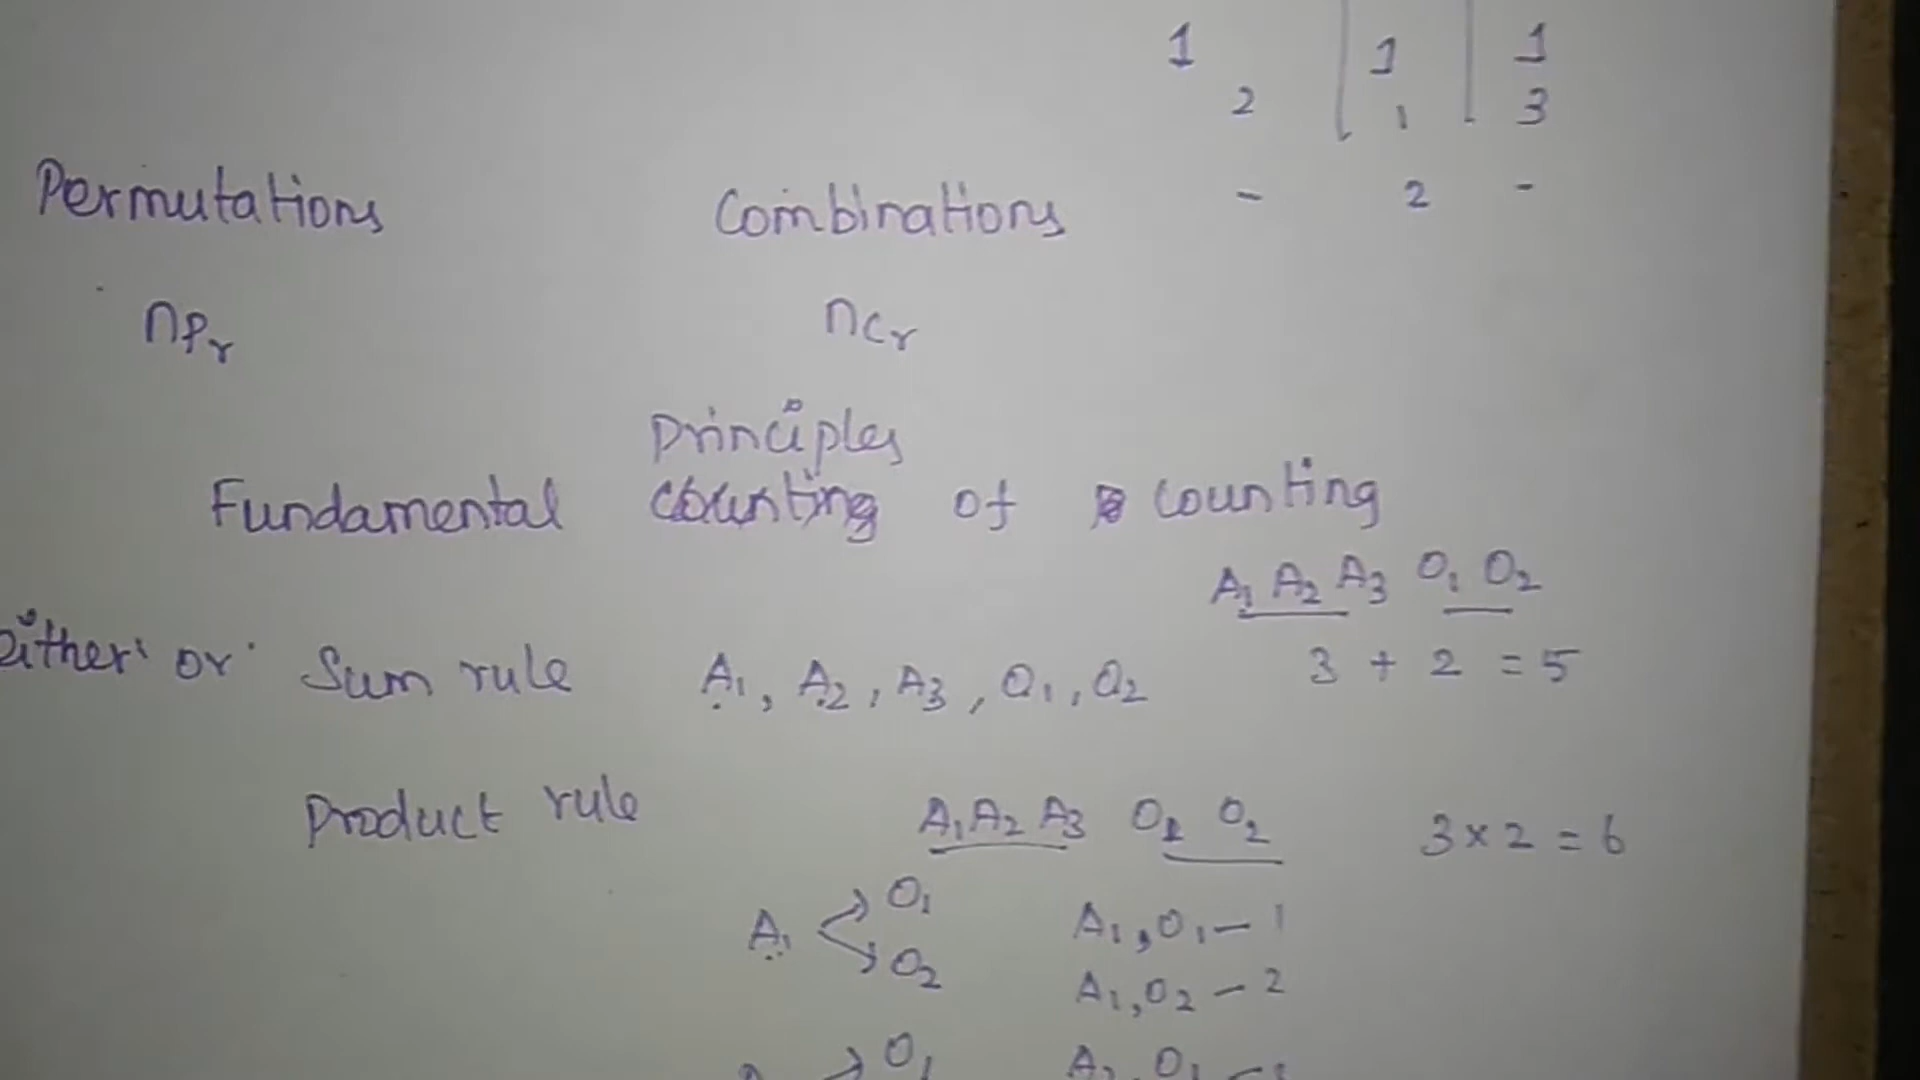 1 1 1
2 1 3
Permutations Combinations - 2 -
nPr nCr
Principles
Fundamental counting of counting
A1 A2 A3 O1 O2
either or Sum rule A1, A2, A3, O1, O2 3 + 2 = 5
Product rule A1 A2 A3 O1 O2 3 x 2 = 6
O1
A1 A1, O1 - 1
O2
A1, O2 - 2
O1 A2, O1